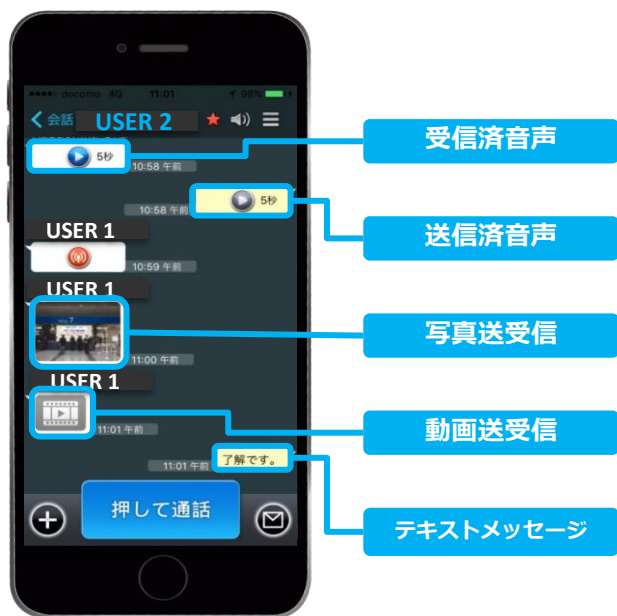 docomo 4G 11:01 98%
会話 USER 2
5秒
10:58 午前
受信済音声
5秒
10:58 午前
送信済音声
USER 1
10:59 午前
USER 1
11:00 午前
写真送受信
USER 1
11:01 午前
動画送受信
了解です。
11:01 午前
押して通話
テキストメッセージ